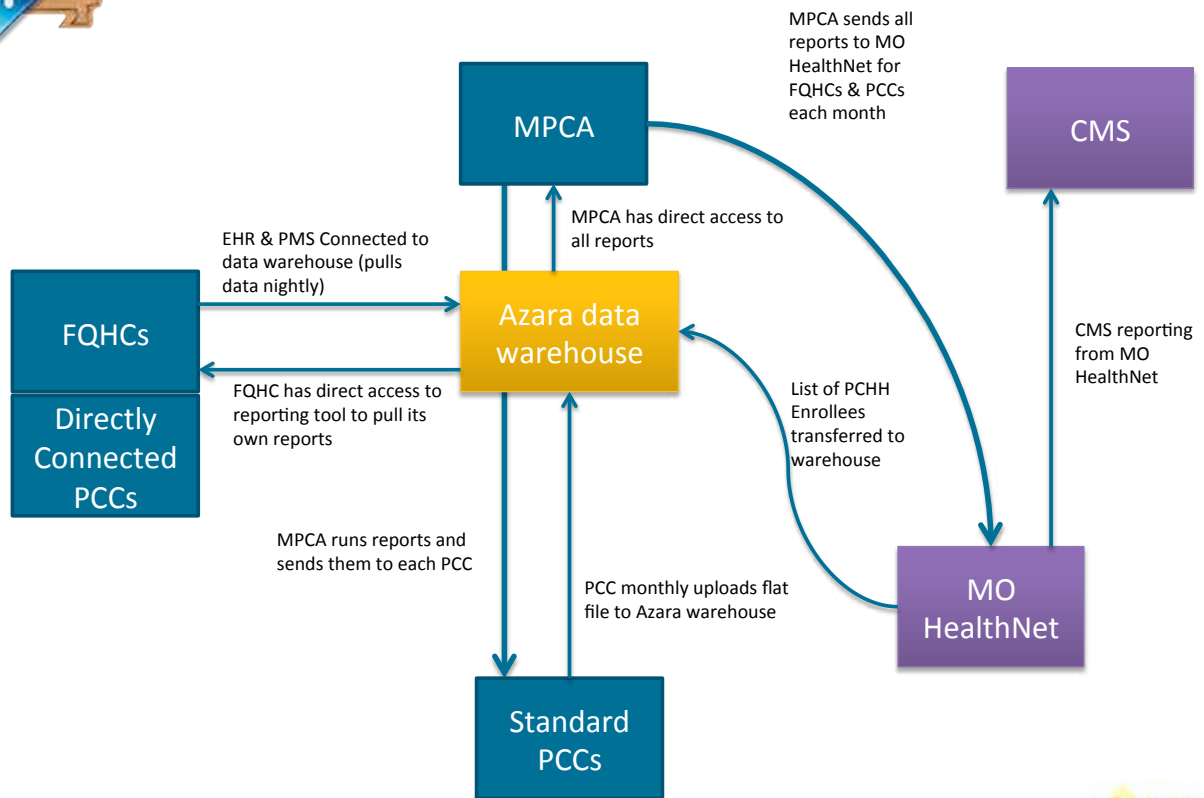 MPCA sends all
reports to MO
HealthNet for
FQHCs & PCCs
each month
MPCA
CMS
MPCA has direct access to
all reports
EHR & PMS Connected to
data warehouse (pulls
data nightly)
FQHCs
Azara data
warehouse
CMS reporting
from MO
HealthNet
FQHC has direct access to
reporting tool to pull its
own reports
List of PCHH
Enrollees
transferred to
warehouse
Directly
Connected
PCCs
MPCA runs reports and
sends them to each PCC
PCC monthly uploads flat
file to Azara warehouse
MO
HealthNet
Standard
PCCs